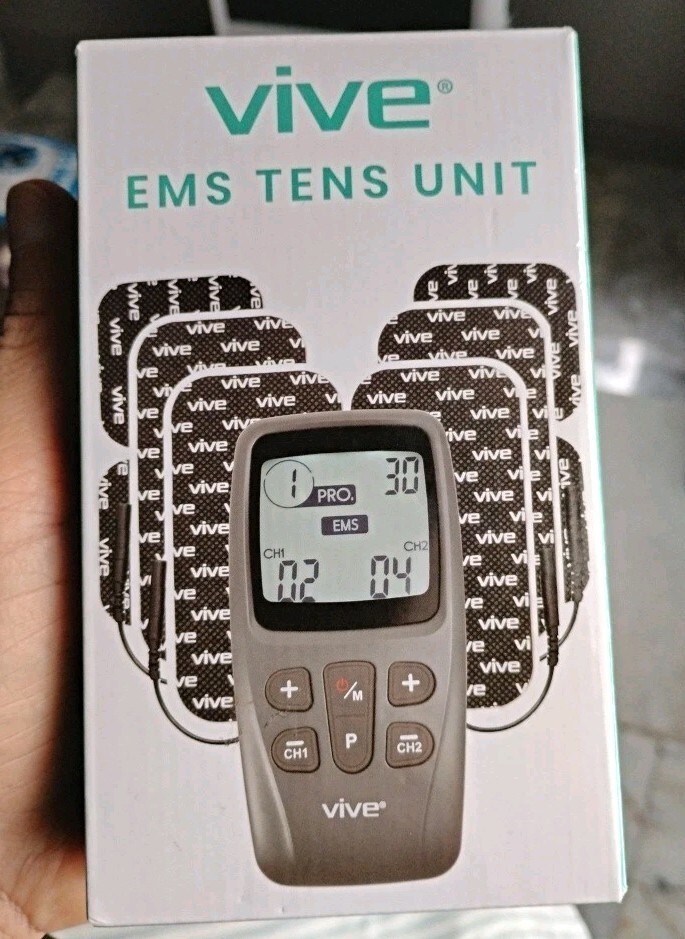 vive®
EMS TENS UNIT
1 PRO. 30
EMS
CH1 CH2
02 04
+ /M +
CH1 P CH2
vive®